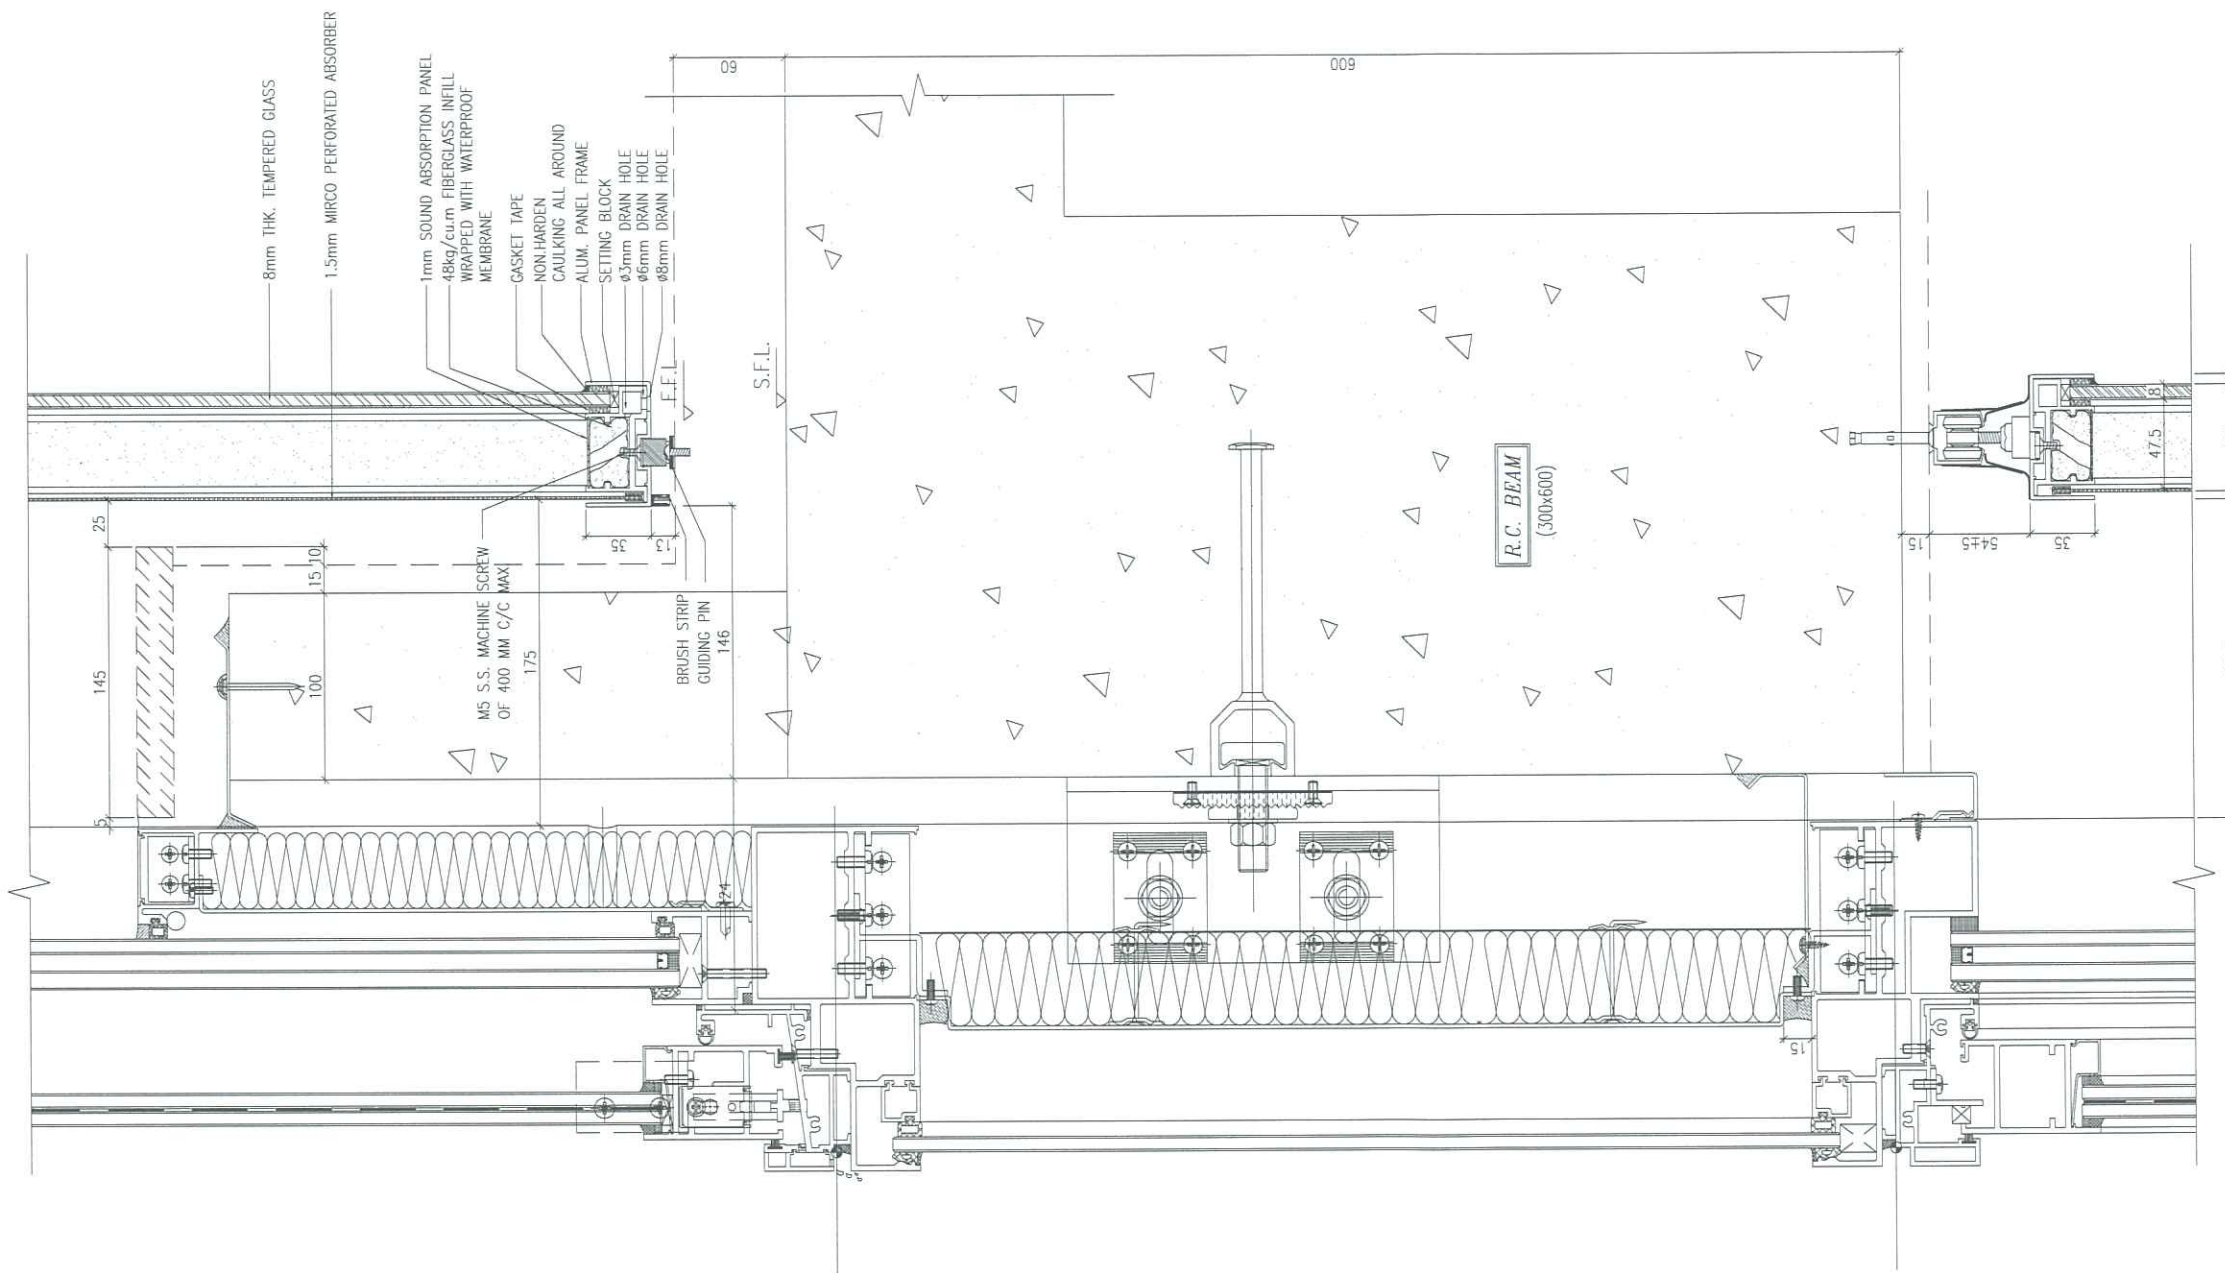 8mm THK. TEMPERED GLASS
1.5mm MIRCO PERFORATED ABSORBER
1mm SOUND ABSORPTION PANEL
48kg/cu.m FIBERGLASS INFILL
WRAPPED WITH WATERPROOF
MEMBRANE
GASKET TAPE
NON.HARDEN
CAULKING ALL AROUND
ALUM. PANEL FRAME
SETTING BLOCK
ø3mm DRAIN HOLE
ø6mm DRAIN HOLE
ø8mm DRAIN HOLE
F.F.L.
S.F.L.
60
600
25
145
5
10
15
100
M5 S.S. MACHINE SCREW
OF 400 MM C/C MAX
175
35
13
BRUSH STRIP
GUIDING PIN
146
124
R.C. BEAM
(300x600)
15
54±5
35
8
47.5
15